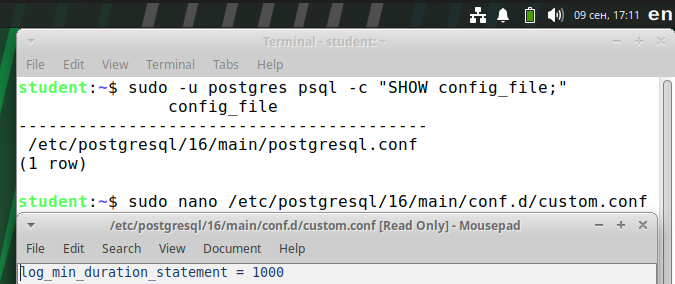 09 сен, 17:11 en
Terminal - student:~
File Edit View Terminal Tabs Help
student:~$ sudo -u postgres psql -c "SHOW config_file;"
config_file
-----------------------------------------
/etc/postgresql/16/main/postgresql.conf
(1 row)
student:~$ sudo nano /etc/postgresql/16/main/conf.d/custom.conf
/etc/postgresql/16/main/conf.d/custom.conf [Read Only] - Mousepad
File Edit Search View Document Help
log_min_duration_statement = 1000